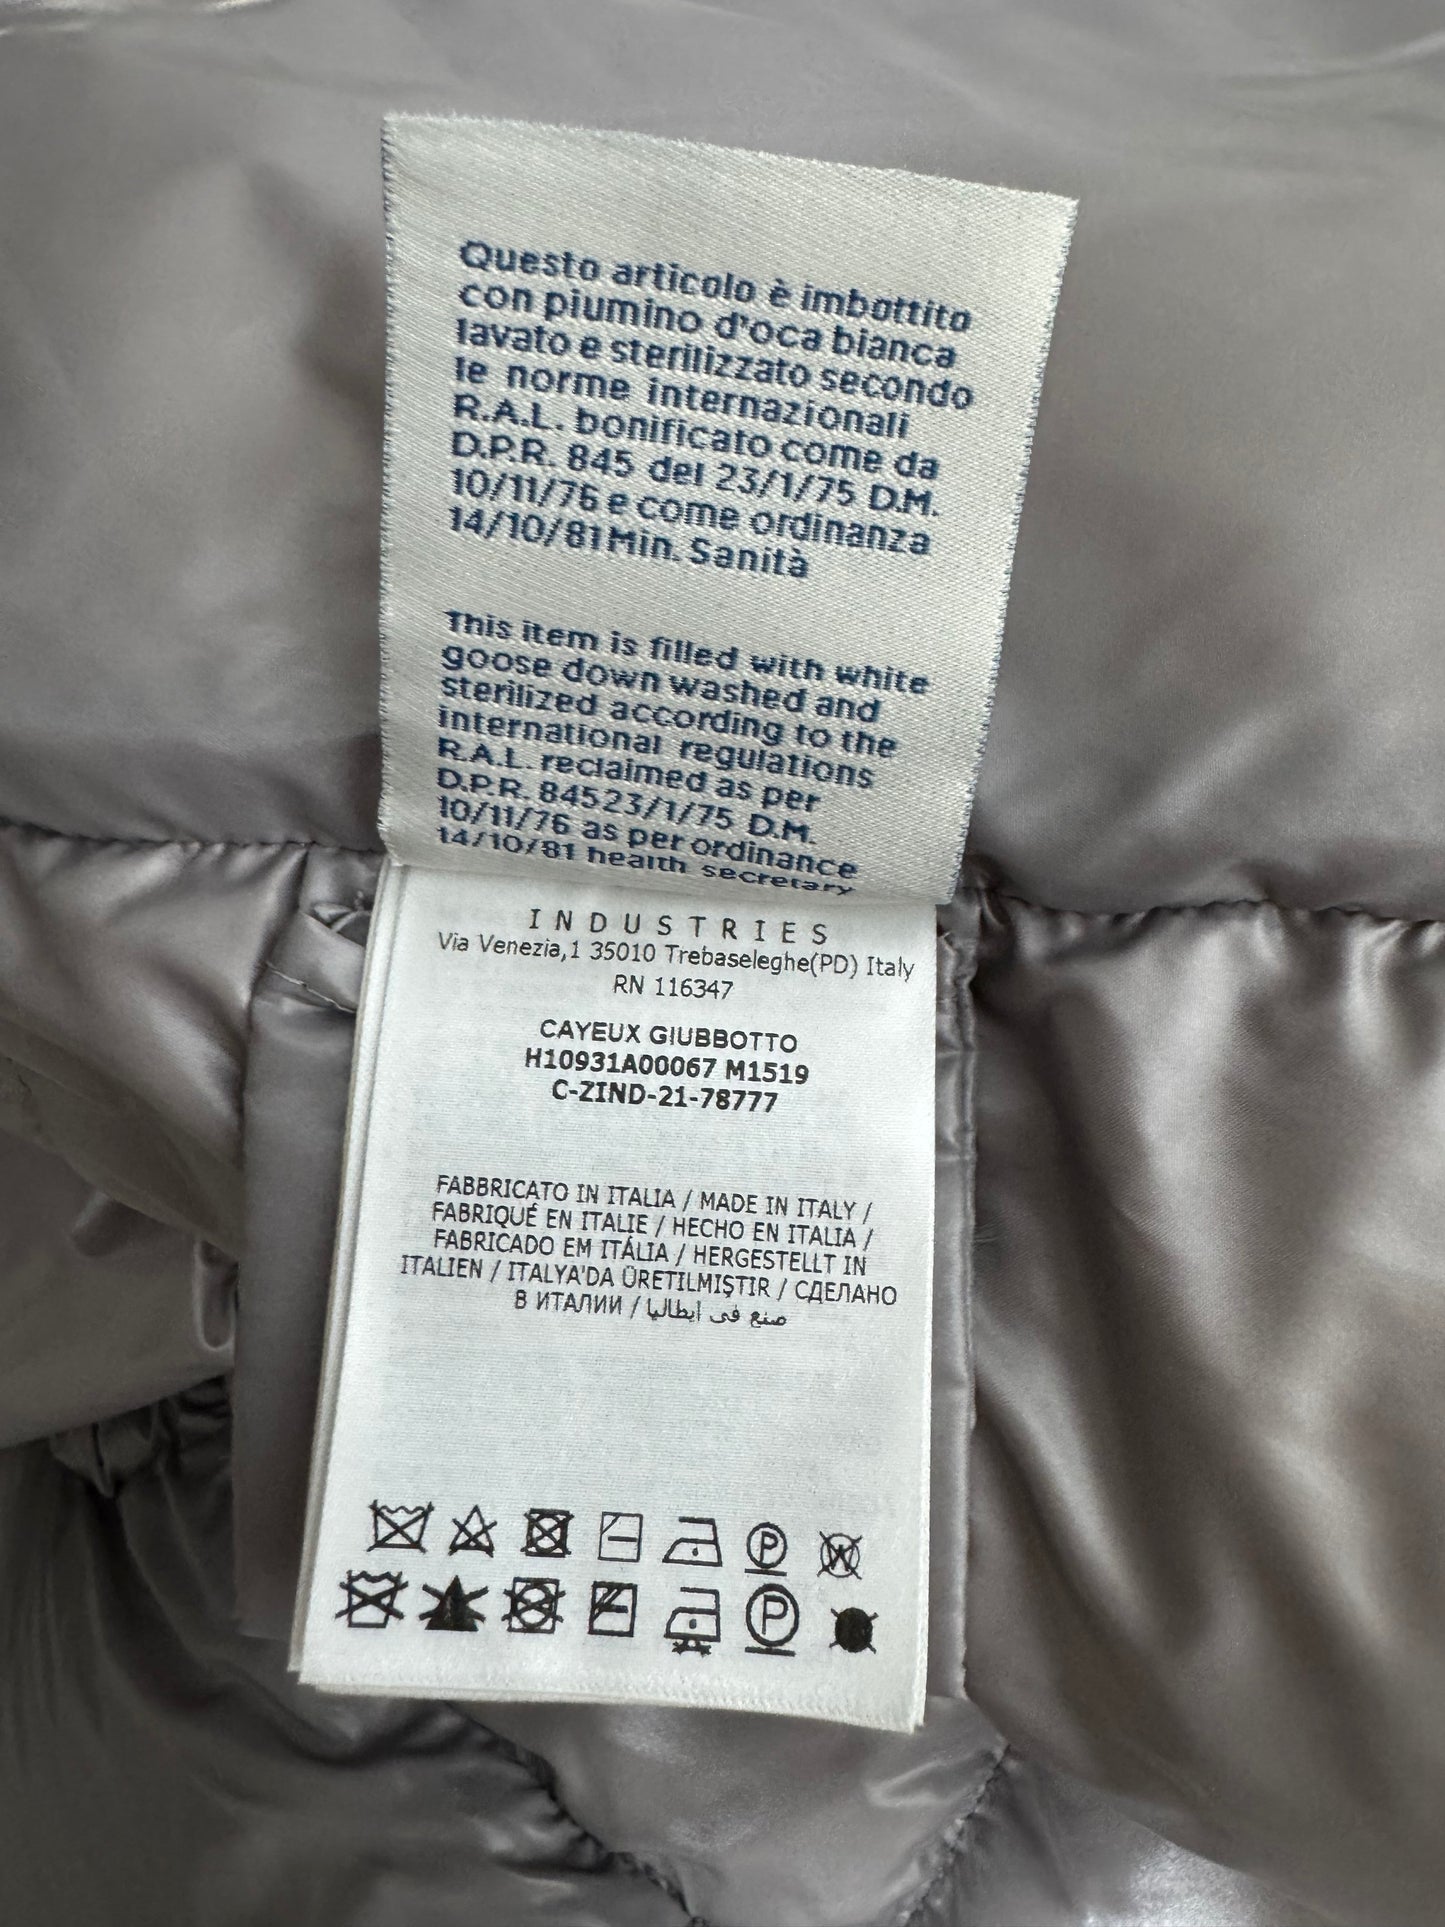 Questo articolo è imbottito
con piumino d'oca bianca
lavato e sterilizzato secondo
le norme internazionali
R.A.L. bonificato come da
D.P.R. 845 del 23/1/75 D.M.
10/11/76 e come ordinanza
14/10/81 Min. Sanità
This item is filled with white
goose down washed and
sterilized according to the
international regulations
R.A.L. reclaimed as per
D.P.R. 84523/1/75 D.M.
10/11/76 as per ordinance
14/10/81 health secretary
INDUSTRIES
Via Venezia,1 35010 Trebaseleghe(PD) Italy
RN 116347
CAYEUX GIUBBOTTO
H10931A00067 M1519
C-ZIND-21-78777
FABBRICATO IN ITALIA / MADE IN ITALY /
FABRIQUÉ EN ITALIE / HECHO EN ITALIA /
FABRICADO EM ITÁLIA / HERGESTELLT IN
ITALIEN / ITALYA'DA ÜRETILMIŞTIR / СДЕЛАНО
В ИТАЛИИ / صنع في ايطاليا
P W
P